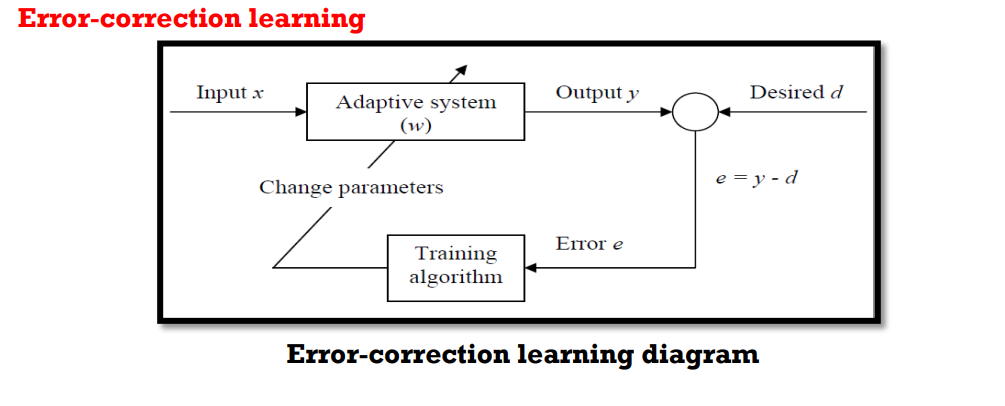 Error-correction learning
Input x
Adaptive system
(w)
Output y
Desired d
e = y - d
Change parameters
Training
algorithm
Error e
Error-correction learning diagram